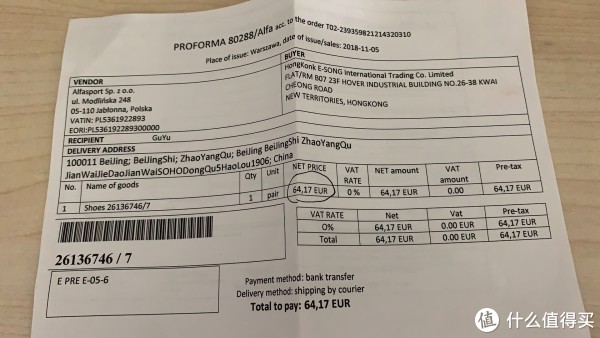 PROFORMA 80288/Alfa acc. to the order T02-239359821214320310
Place of issue: Warszawa, date of issue/sales: 2018-11-05
VENDOR
Alfasport Sp. z o.o.
ul. Modlińska 248
05-110 Jabłonna, Polska
VATIN: PL5361922893
EORI:PL536192289300000
BUYER
HongKonk E-SONG International Trading Co. Limited
FLAT/RM B07 23F HOVER INDUSTRIAL BUILDING NO.26-38 KWAI
CHEONG ROAD
NEW TERRITORIES, HONGKONG
RECIPIENT GuYu
DELIVERY ADDRESS
100011 BeiJing; BeiJingShi; ZhaoYangQu; BeiJing BeiJingShi ZhaoYangQu
JianWaiJieDaoJianWaiSOHODongQu5HaoLou1906; China
No. Name of goods Qty Unit NET PRICE VAT RATE NET amount VAT amount Pre-tax
1 Shoes 26136746/7 1 pair 64,17 EUR 0 % 64,17 EUR 0.00 64,17 EUR
VAT RATE Net Vat Pre-tax
0% 64,17 EUR 0.00 EUR 64,17 EUR
Total 64,17 EUR 0.00 EUR 64,17 EUR
26136746 / 7
E PRE E-05-6
Payment method: bank transfer
Delivery method: shipping by courier
Total to pay: 64,17 EUR
值 什么值得买